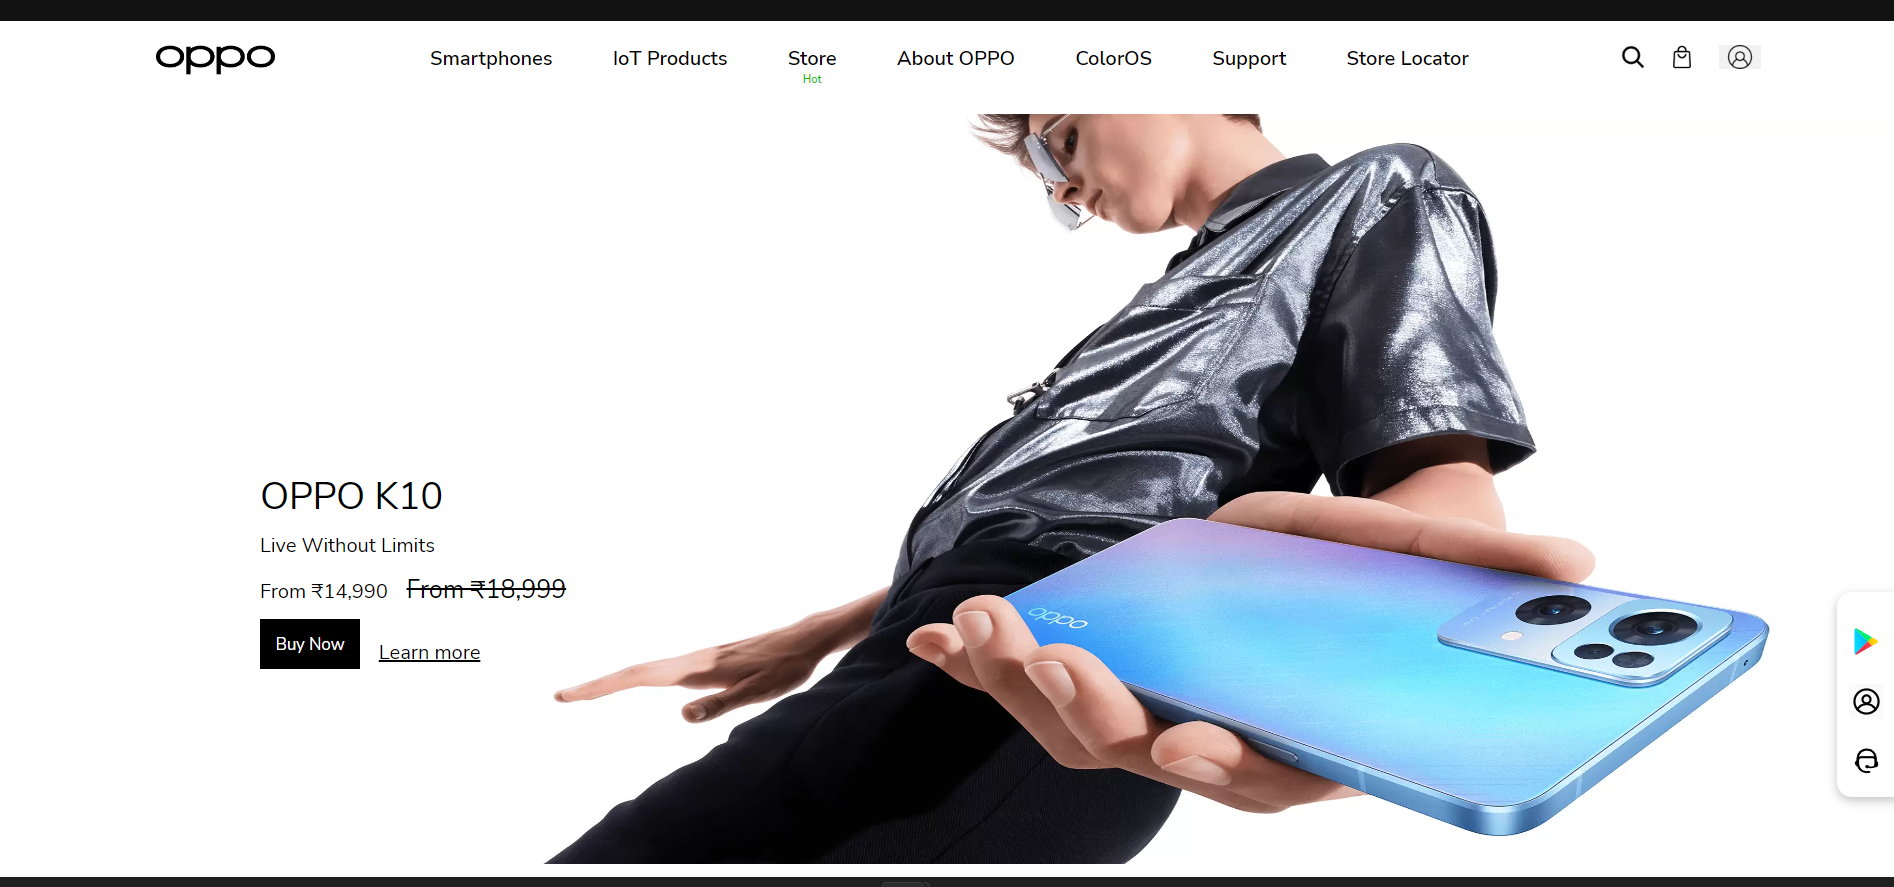 oppo
Smartphones IoT Products Store About OPPO ColorOS Support Store Locator
Hot
OPPO K10
Live Without Limits
From ₹14,990 From ₹18,999
Buy Now Learn more
oppo